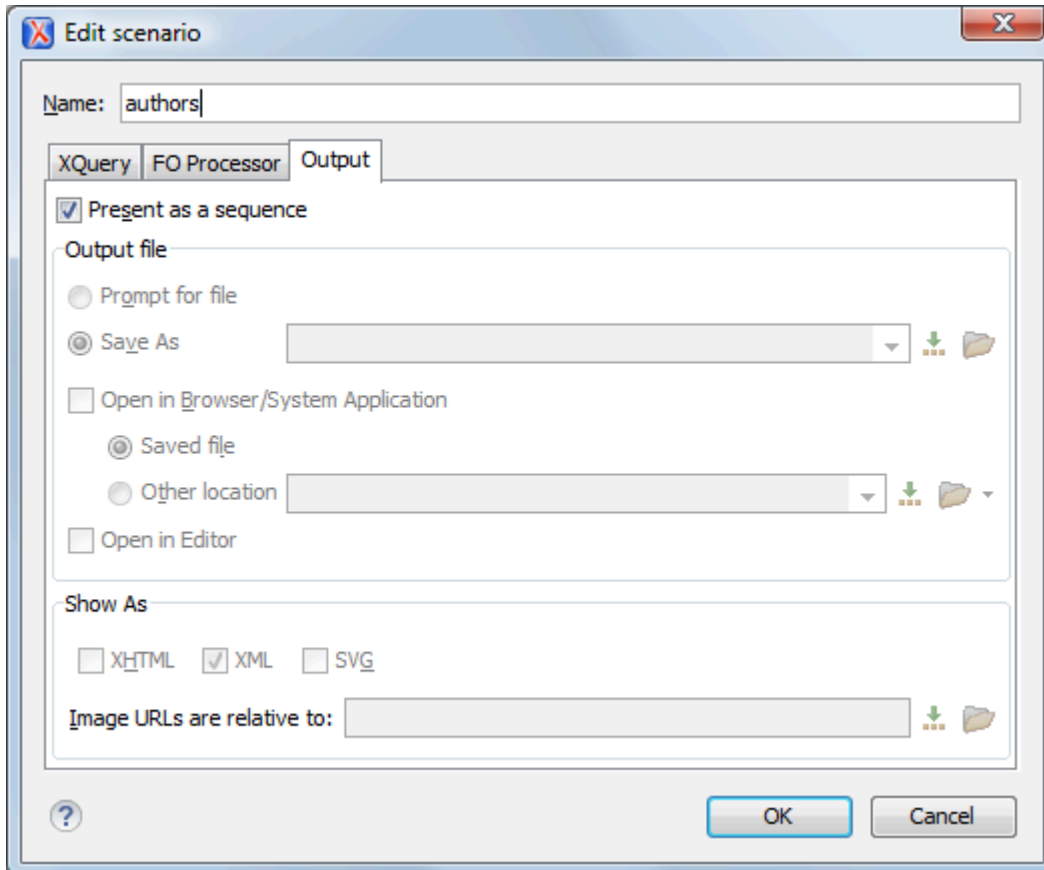 Edit scenario
Name: authors
XQuery FO Processor Output
Present as a sequence
Output file
Prompt for file
Save As
Open in Browser/System Application
Saved file
Other location
Open in Editor
Show As
XHTML XML SVG
Image URLs are relative to:
? OK Cancel